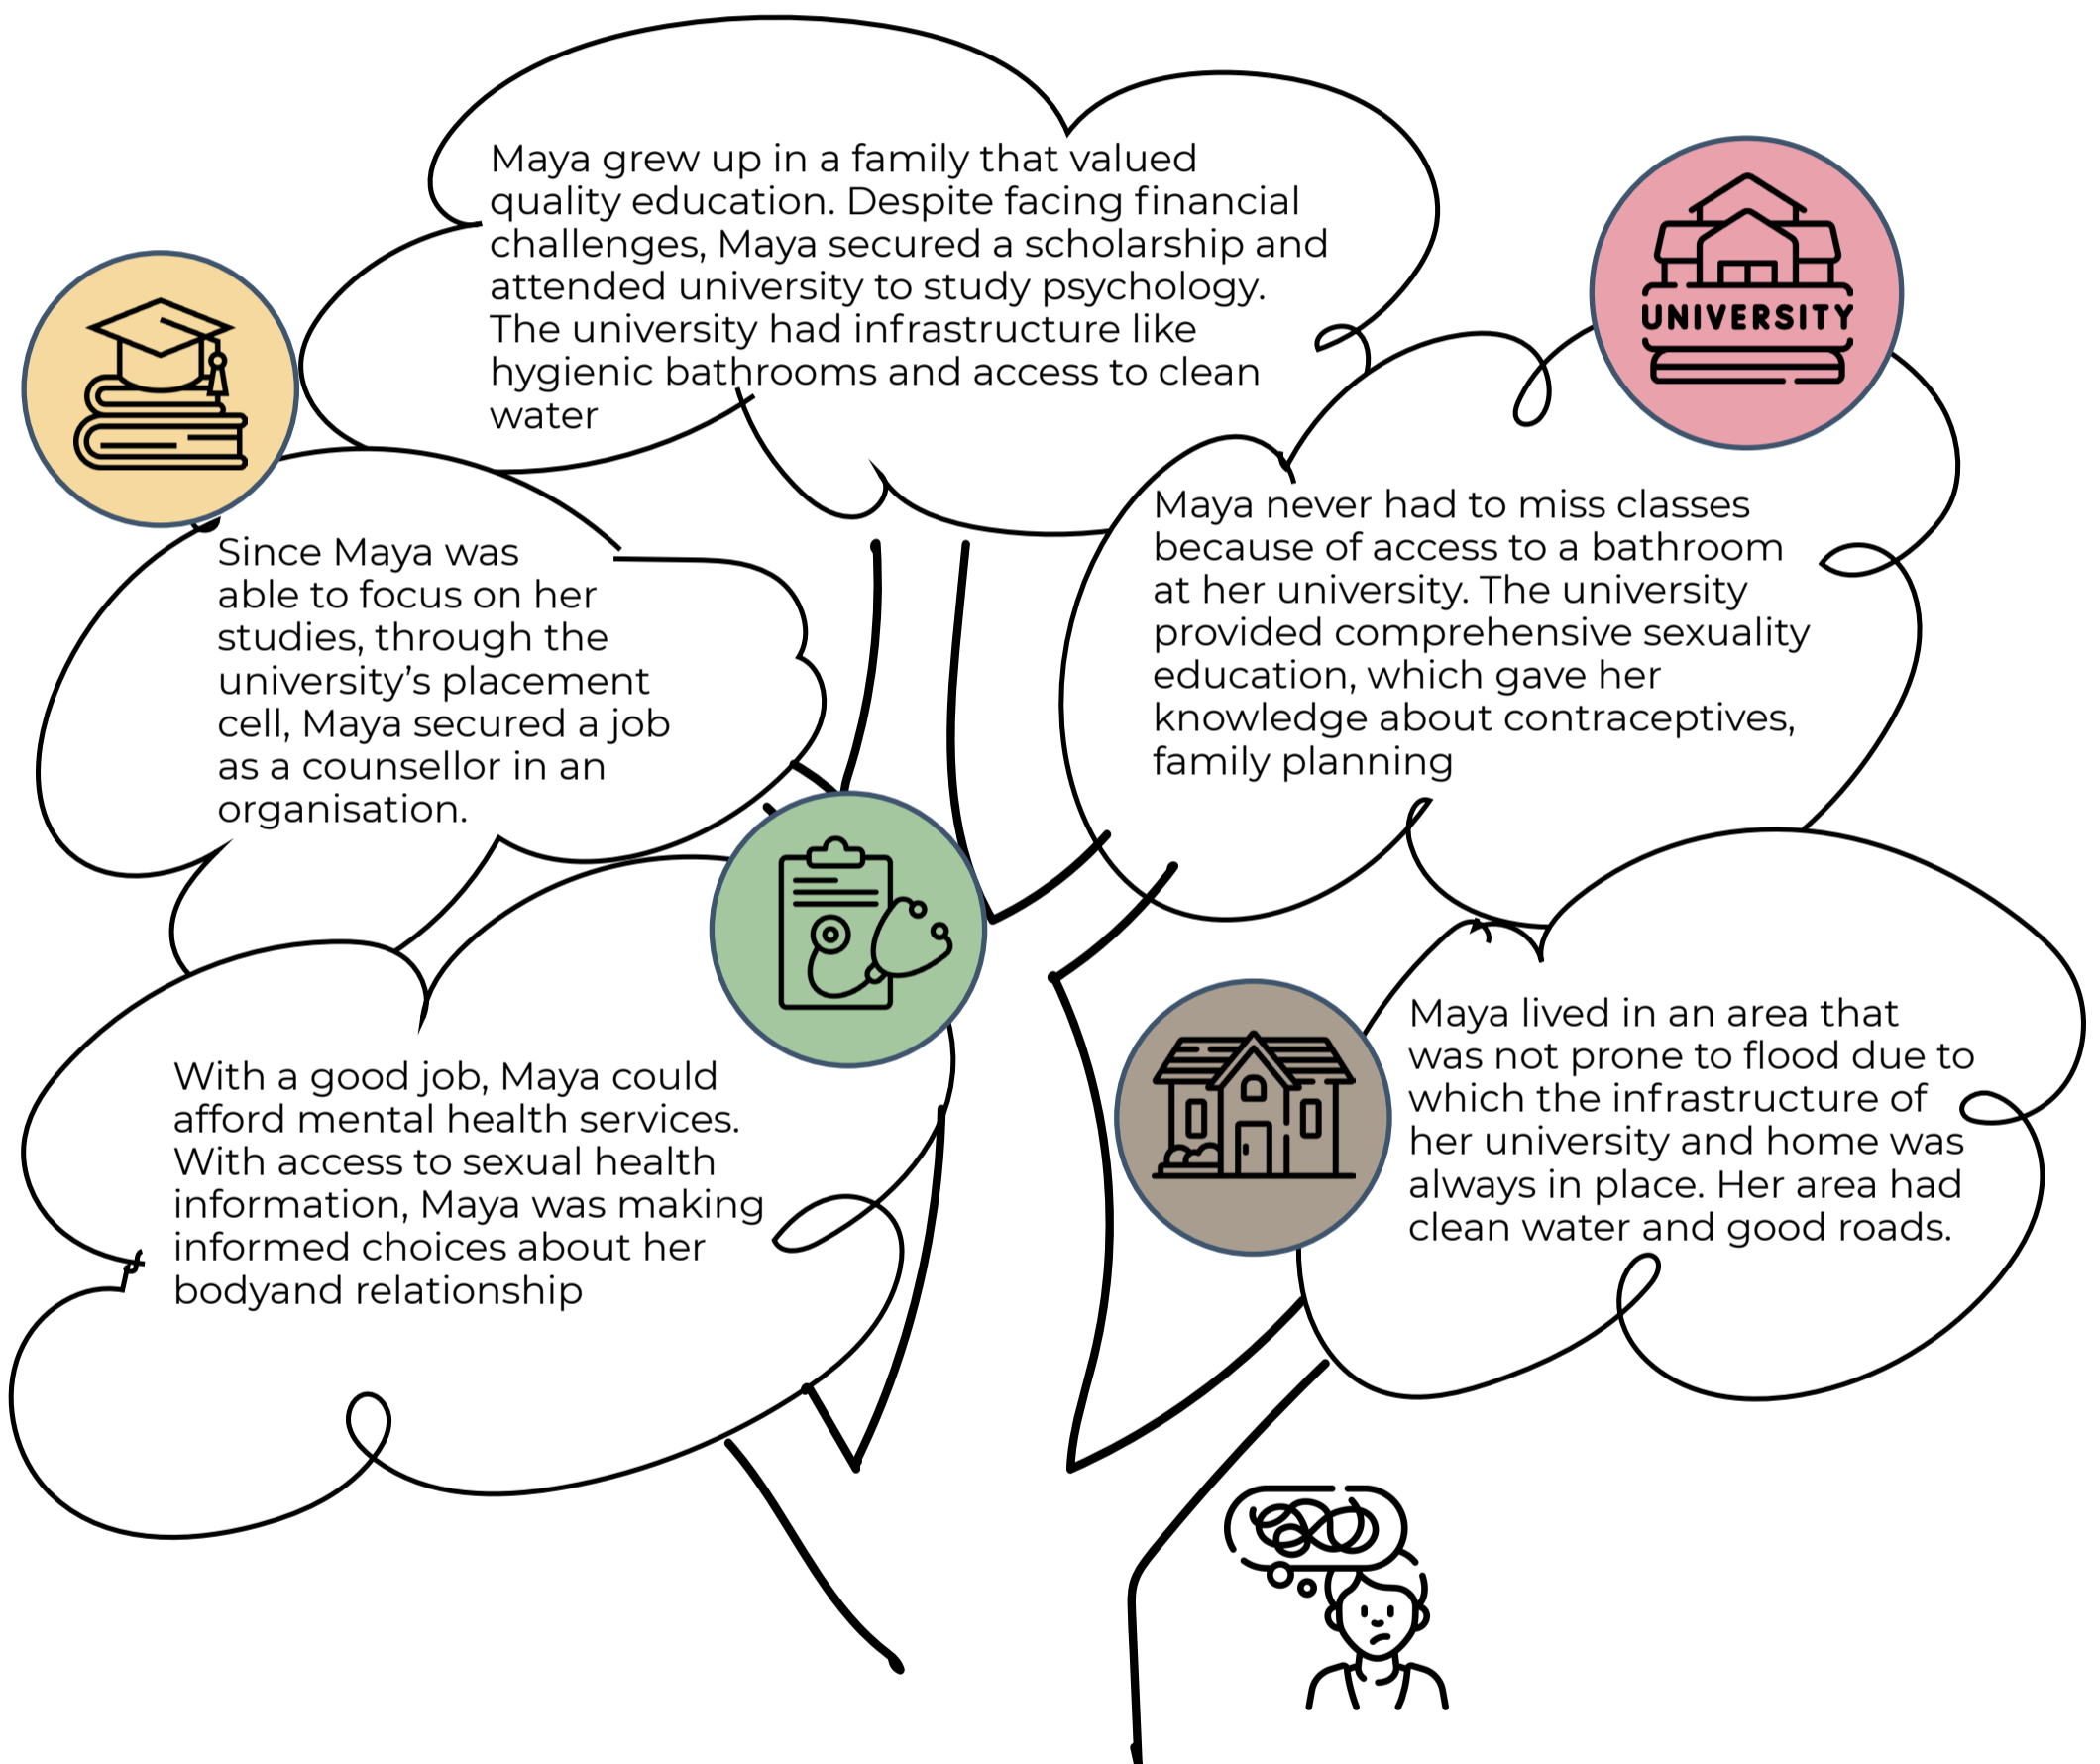 Maya grew up in a family that valued
quality education. Despite facing financial
challenges, Maya secured a scholarship and
attended university to study psychology.
The university had infrastructure like
hygienic bathrooms and access to clean
water
UNIVERSITY
Since Maya was
able to focus on her
studies, through the
university's placement
cell, Maya secured a job
as a counsellor in an
organisation.
Maya never had to miss classes
because of access to a bathroom
at her university. The university
provided comprehensive sexuality
education, which gave her
knowledge about contraceptives,
family planning
With a good job, Maya could
afford mental health services.
With access to sexual health
information, Maya was making
informed choices about her
bodyand relationship
Maya lived in an area that
was not prone to flood due to
which the infrastructure of
her university and home was
always in place. Her area had
clean water and good roads.